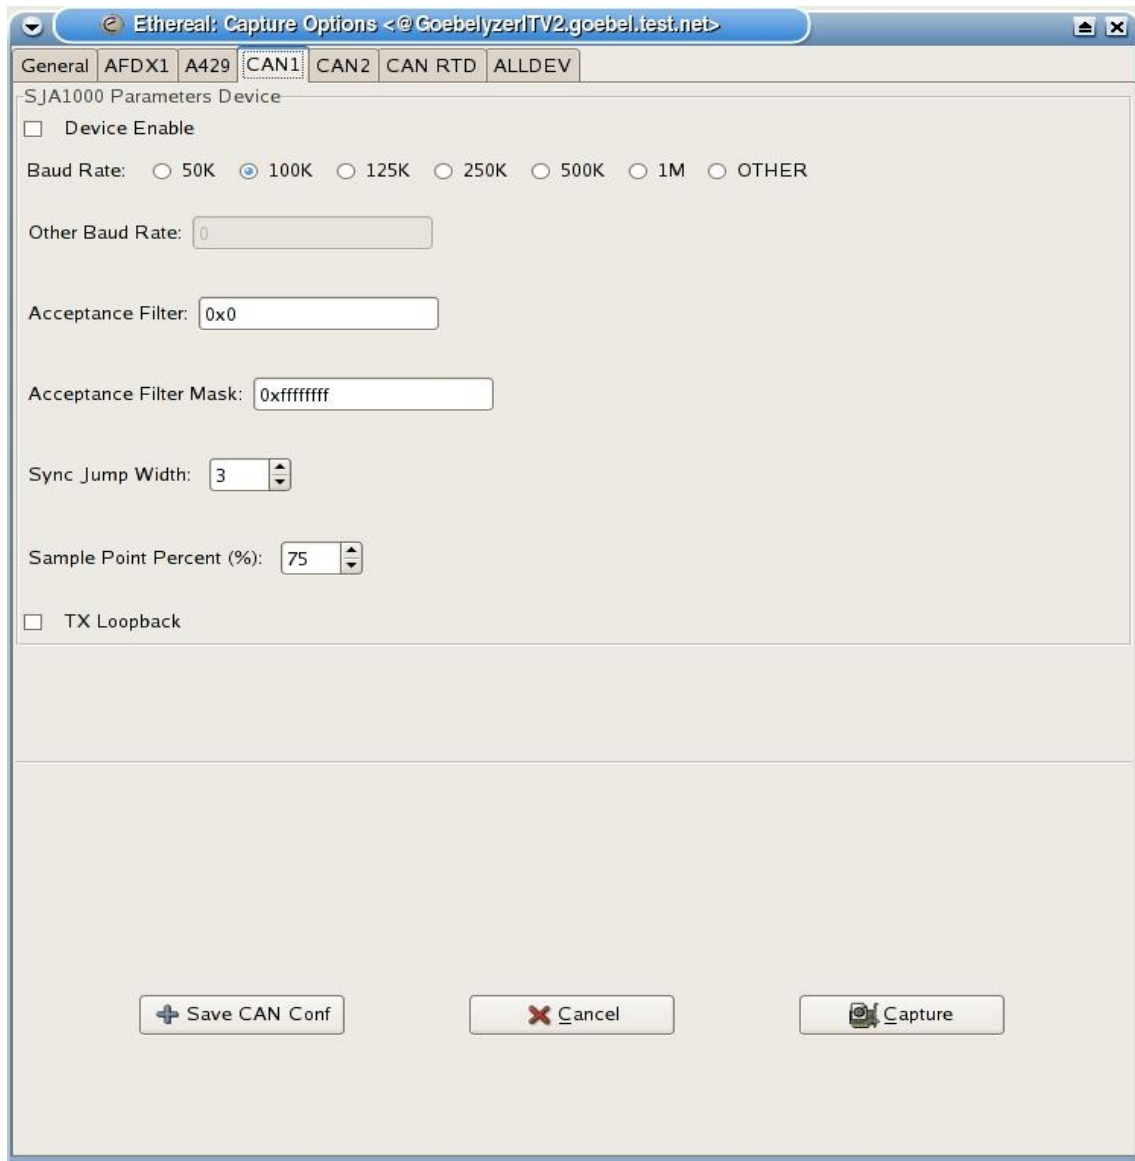 Ethereal: Capture Options <@GoebelyzerITV2.goebel.test.net>
General AFDX1 A429 CAN1 CAN2 CAN RTD ALLDEV
SJA1000 Parameters Device
Device Enable
Baud Rate: 50K 100K 125K 250K 500K 1M OTHER
Other Baud Rate: 0
Acceptance Filter: 0x0
Acceptance Filter Mask: 0xffffffff
Sync Jump Width: 3
Sample Point Percent (%): 75
TX Loopback
Save CAN Conf Cancel Capture